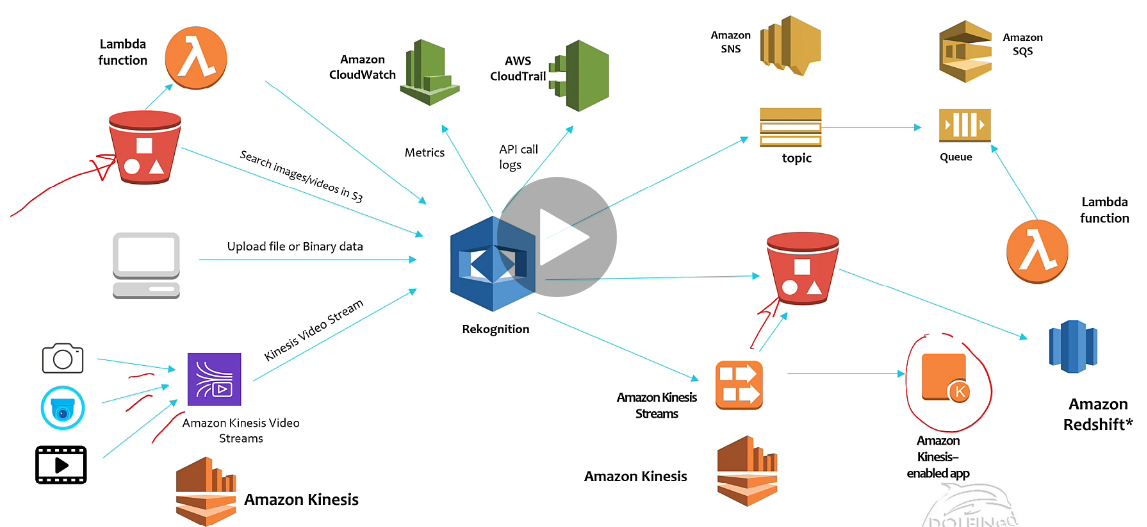 Lambda
function
Amazon
CloudWatch
AWS
CloudTrail
Amazon
SNS
Amazon
SQS
Metrics
API call
logs
topic
Queue
Search images/videos in S3
Lambda
function
Upload file or Binary data
Rekognition
Kinesis Video Stream
Amazon Kinesis Video
Streams
Amazon Kinesis
Amazon Kinesis
Streams
Amazon Kinesis
K
Amazon
Kinesis–
enabled app
Amazon
Redshift*
DOLFINed